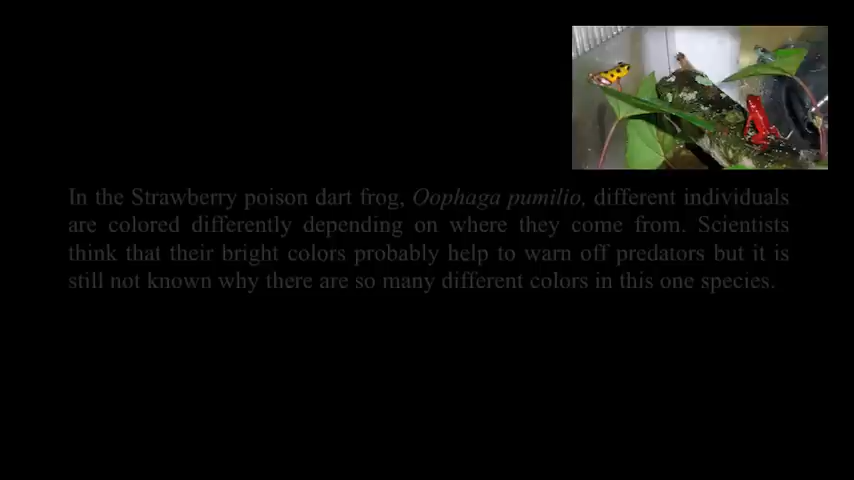 In the Strawberry poison dart frog, Oophaga pumilio, different individuals
are colored differently depending on where they come from. Scientists
think that their bright colors probably help to warn off predators but it is
still not known why there are so many different colors in this one species.